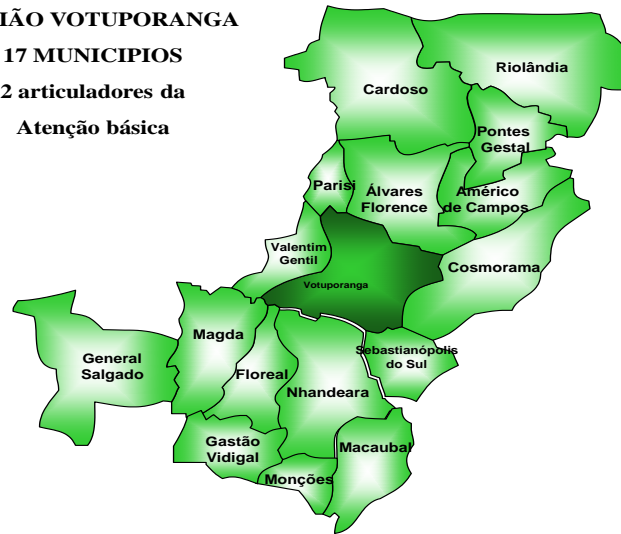 IÃO VOTUPORANGA
17 MUNICIPIOS
2 articuladores da
Atenção básica
Riolândia
Cardoso
Pontes
Gestal
Parisi
Álvares
Florence
Américo
de Campos
Valentim
Gentil
Cosmorama
Votuporanga
Magda
General
Salgado
Floreal
Sebastianópolis
do Sul
Nhandeara
Gastão
Vidigal
Macaubal
Monções